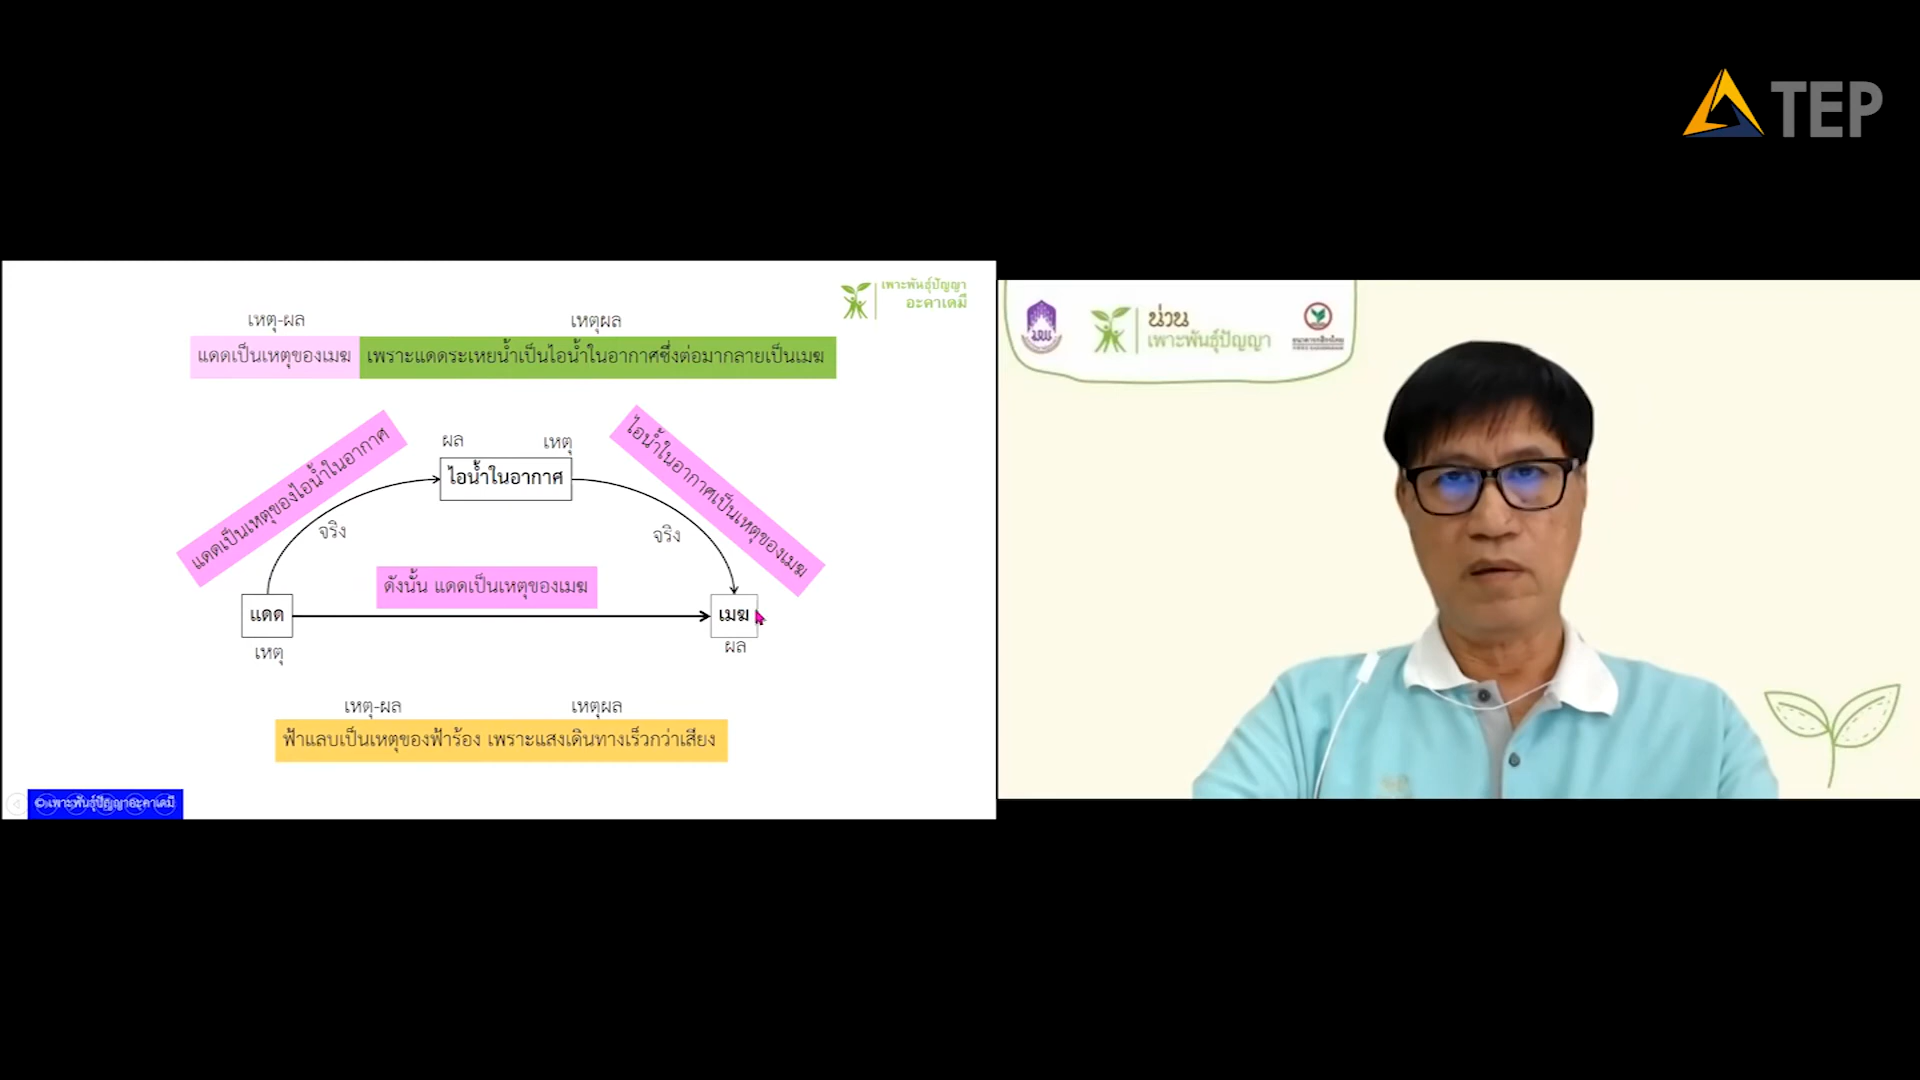 TEP
เพาะพันธุ์ปัญญา
อะคาเดมี
เหตุ-ผล
เหตุผล
แดดเป็นเหตุของเมฆ
เพราะแดดระเหยน้ำเป็นไอน้ำในอากาศซึ่งต่อมากลายเป็นเมฆ
แดดเป็นเหตุของไอน้ำในอากาศ
ผล
เหตุ
ไอน้ำในอากาศ
ไอน้ำในอากาศเป็นเหตุของเมฆ
จริง
จริง
ดังนั้น แดดเป็นเหตุของเมฆ
แดด
เมฆ
เหตุ
ผล
เหตุ-ผล
เหตุผล
ฟ้าแลบเป็นเหตุของฟ้าร้อง เพราะแสงเดินทางเร็วกว่าเสียง
© เพาะพันธุ์ปัญญาอะคาเดมี
น่วน
เพาะพันธุ์ปัญญา
ธนาคารกสิกรไทย